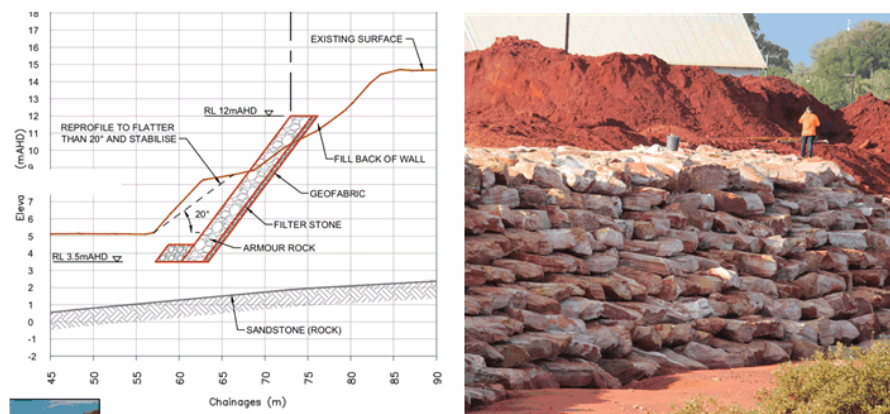 18
17
16
15
14
13
12
11
10
9
6
5
4
3
2
1
0
-1
-2
(mAHD)
Eleva
EXISTING SURFACE
RL 12mAHD
REPROFILE TO FLATTER
THAN 20° AND STABILISE
FILL BACK OF WALL
GEOFABRIC
20°
FILTER STONE
ARMOUR ROCK
RL 3.5mAHD
SANDSTONE (ROCK)
45
50
55
60
65
70
75
80
85
90
Chainages (m)